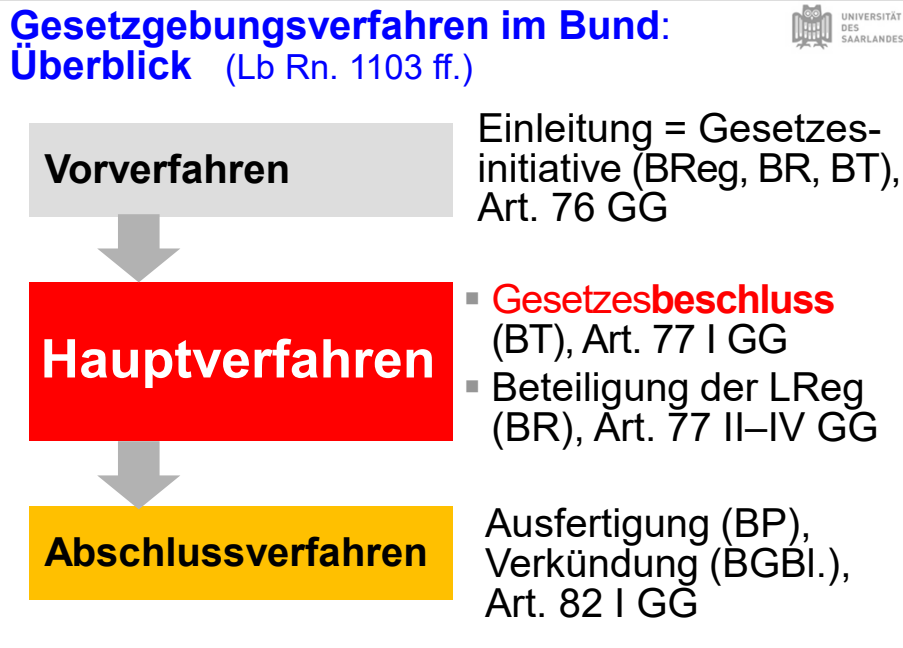 Gesetzgebungsverfahren im Bund:
Überblick (Lb Rn. 1103 ff.)
UNIVERSITÄT
DES
SAARLANDES
Vorverfahren
Einleitung = Gesetzes-
initiative (BReg, BR, BT),
Art. 76 GG
Hauptverfahren
▪ Gesetzesbeschluss
(BT), Art. 77 I GG
▪ Beteiligung der LReg
(BR), Art. 77 II–IV GG
Abschlussverfahren
Ausfertigung (BP),
Verkündung (BGBl.),
Art. 82 I GG